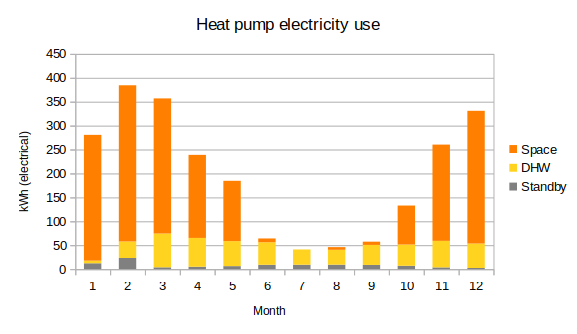 Heat pump electricity use
450
400
350
300
250
200
150
100
50
0
kWh (electrical)
1 2 3 4 5 6 7 8 9 10 11 12
Month
Space
DHW
Standby